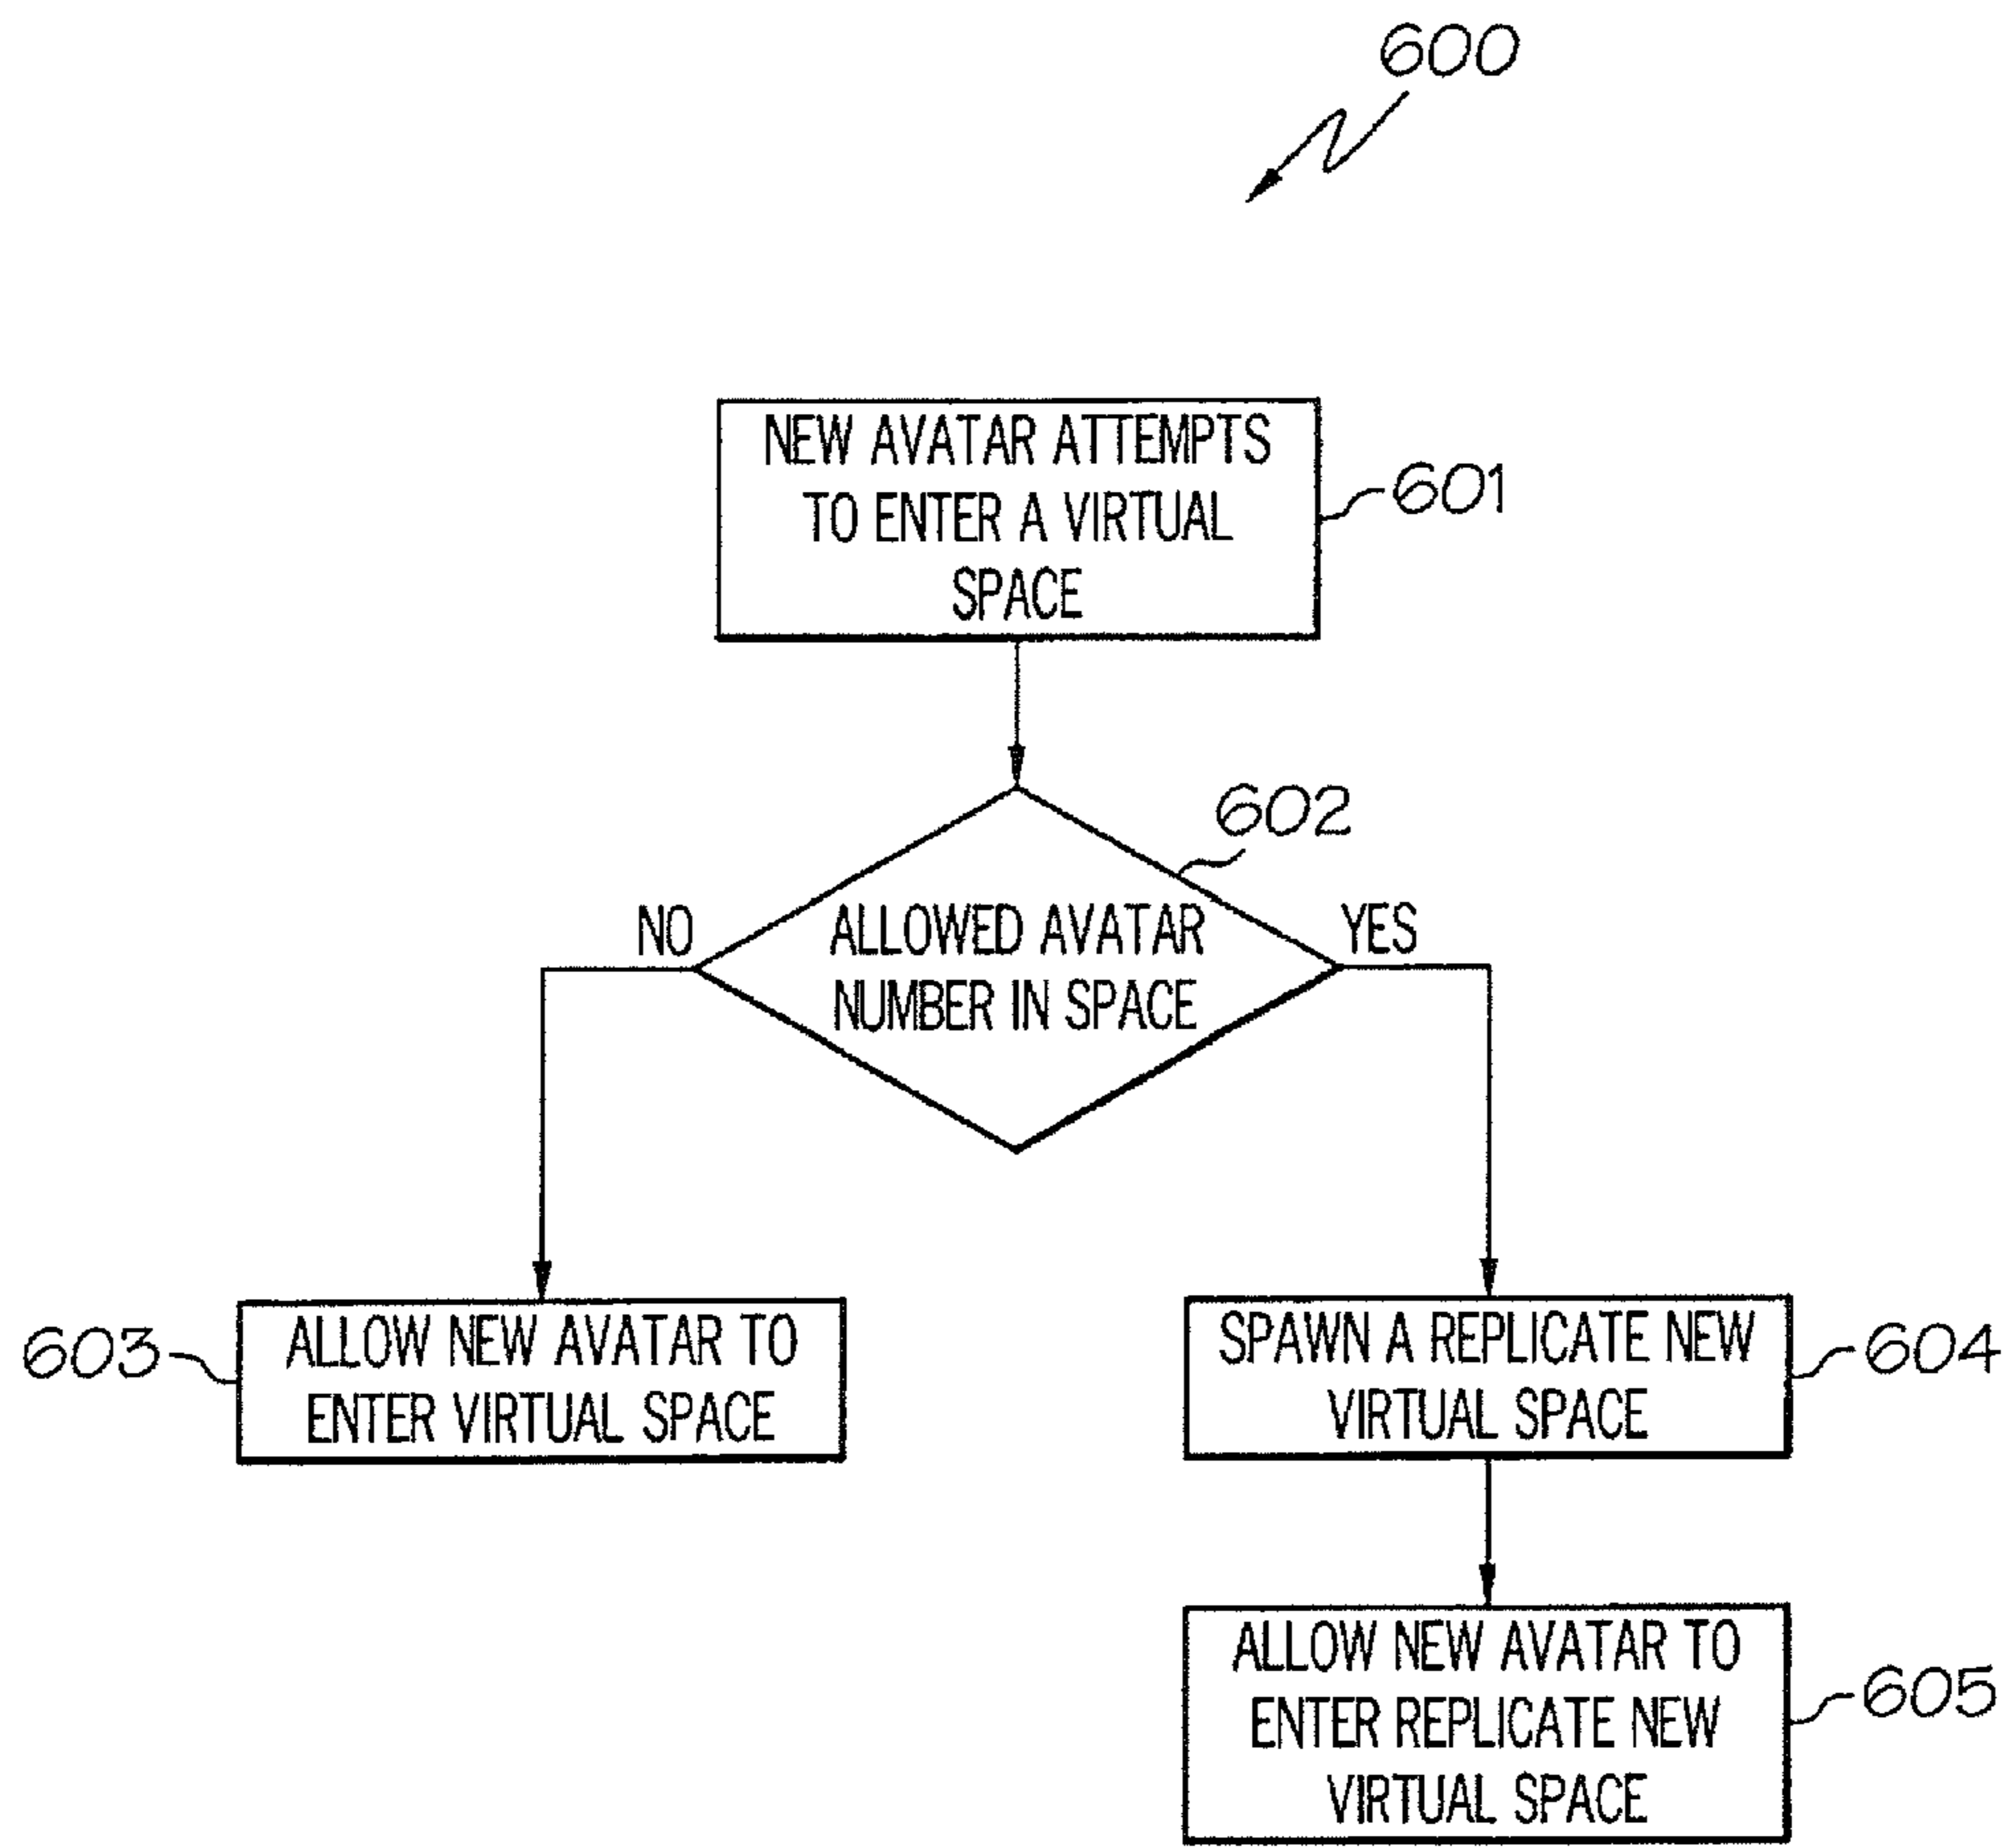 600
NEW AVATAR ATTEMPTS
TO ENTER A VIRTUAL
SPACE
601
602
NO
ALLOWED AVATAR
NUMBER IN SPACE
YES
603
ALLOW NEW AVATAR TO
ENTER VIRTUAL SPACE
SPAWN A REPLICATE NEW
VIRTUAL SPACE
604
ALLOW NEW AVATAR TO
ENTER REPLICATE NEW
VIRTUAL SPACE
605